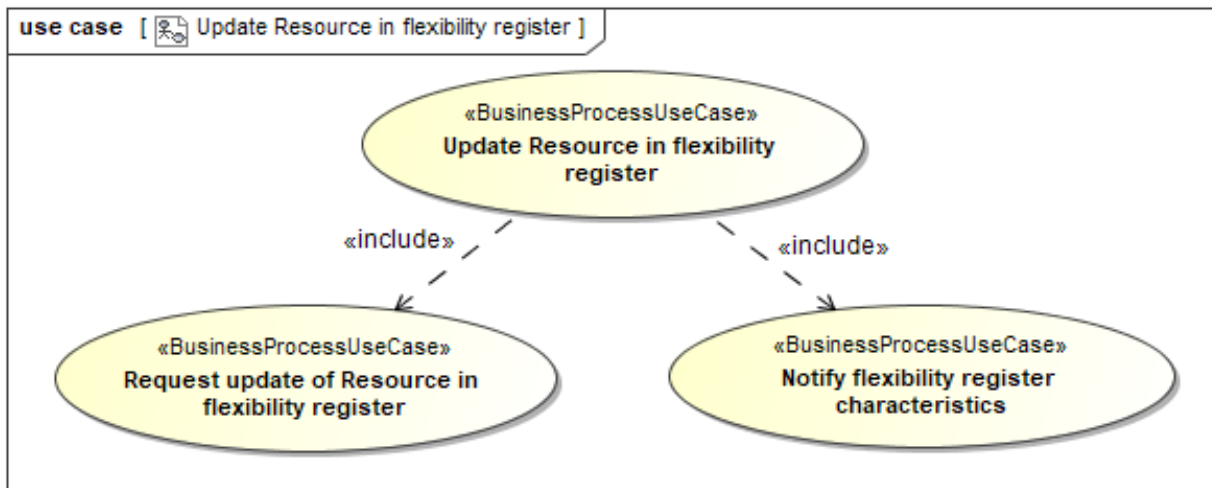 use case [ Update Resource in flexibility register ]
«BusinessProcessUseCase»
Update Resource in flexibility
register
«include»
«include»
«BusinessProcessUseCase»
Request update of Resource in
flexibility register
«BusinessProcessUseCase»
Notify flexibility register
characteristics